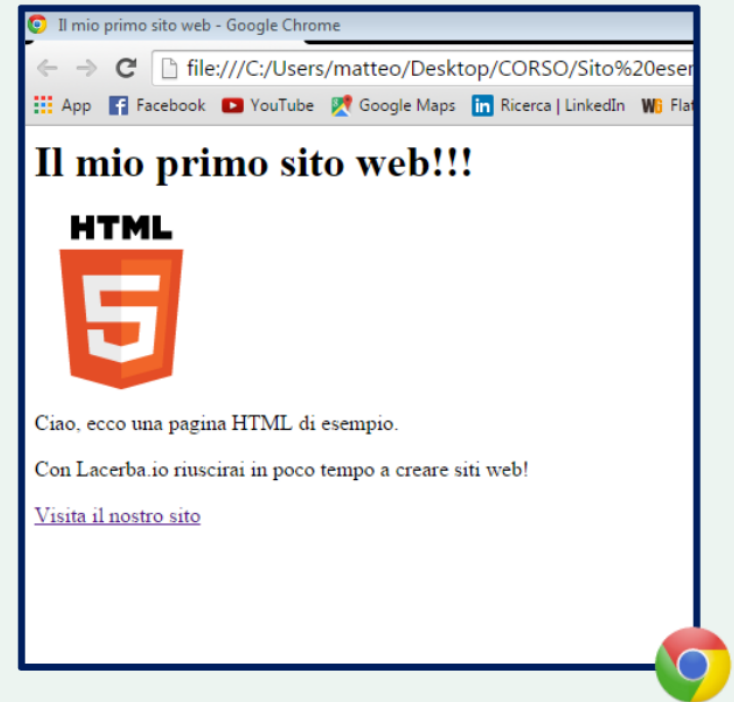 Il mio primo sito web - Google Chrome
file:///C:/Users/matteo/Desktop/CORSO/Sito%20eser
App Facebook YouTube Google Maps in Ricerca | LinkedIn Flat
Il mio primo sito web!!!
HTML
5
Ciao, ecco una pagina HTML di esempio.
Con Lacerba.io riuscirai in poco tempo a creare siti web!
Visita il nostro sito